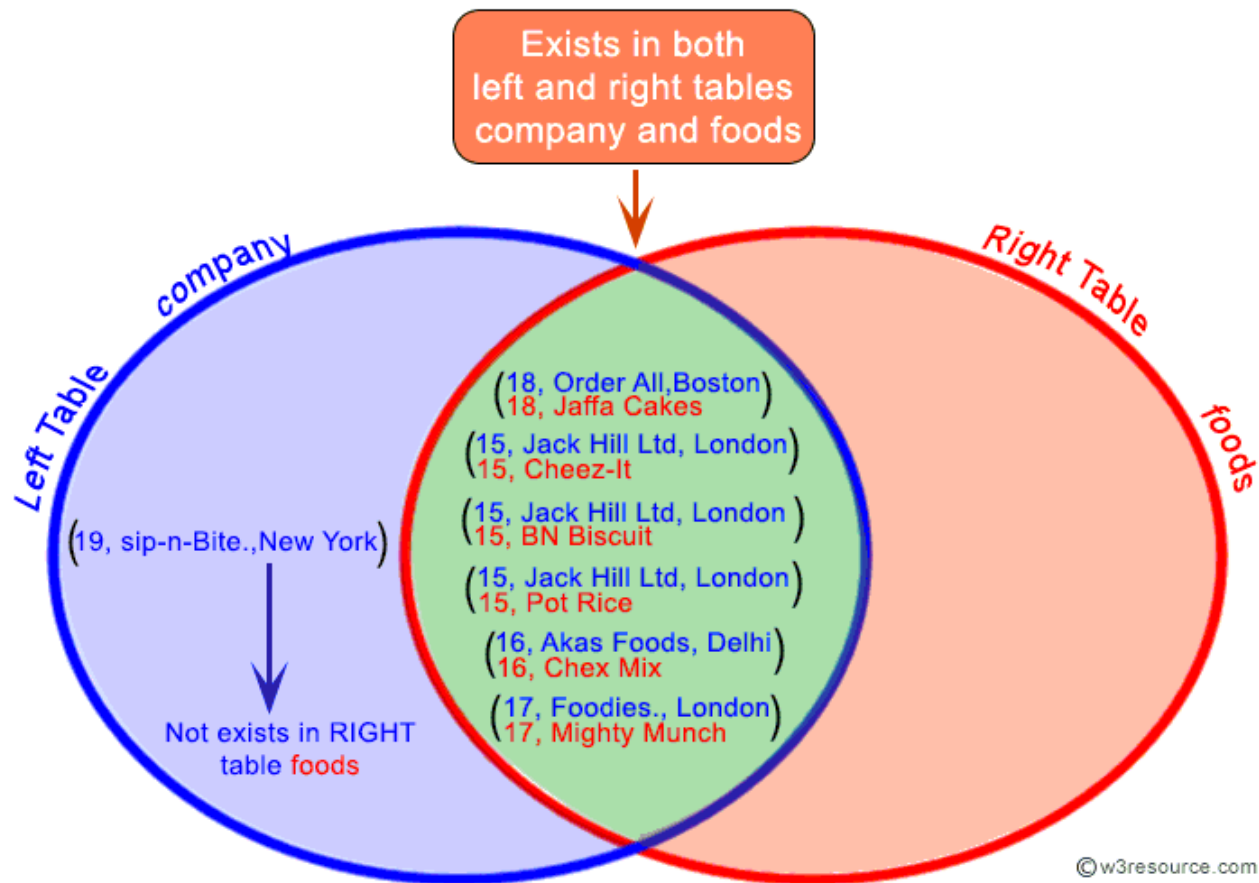 Exists in both
left and right tables
company and foods
Left Table company
Right Table foods
(18, Order All,Boston
18, Jaffa Cakes)
(15, Jack Hill Ltd, London
15, Cheez-It)
(15, Jack Hill Ltd, London
15, BN Biscuit)
(15, Jack Hill Ltd, London
15, Pot Rice)
(16, Akas Foods, Delhi
16, Chex Mix)
(17, Foodies., London
17, Mighty Munch)
(19, sip-n-Bite.,New York)
Not exists in RIGHT
table foods
©w3resource.com